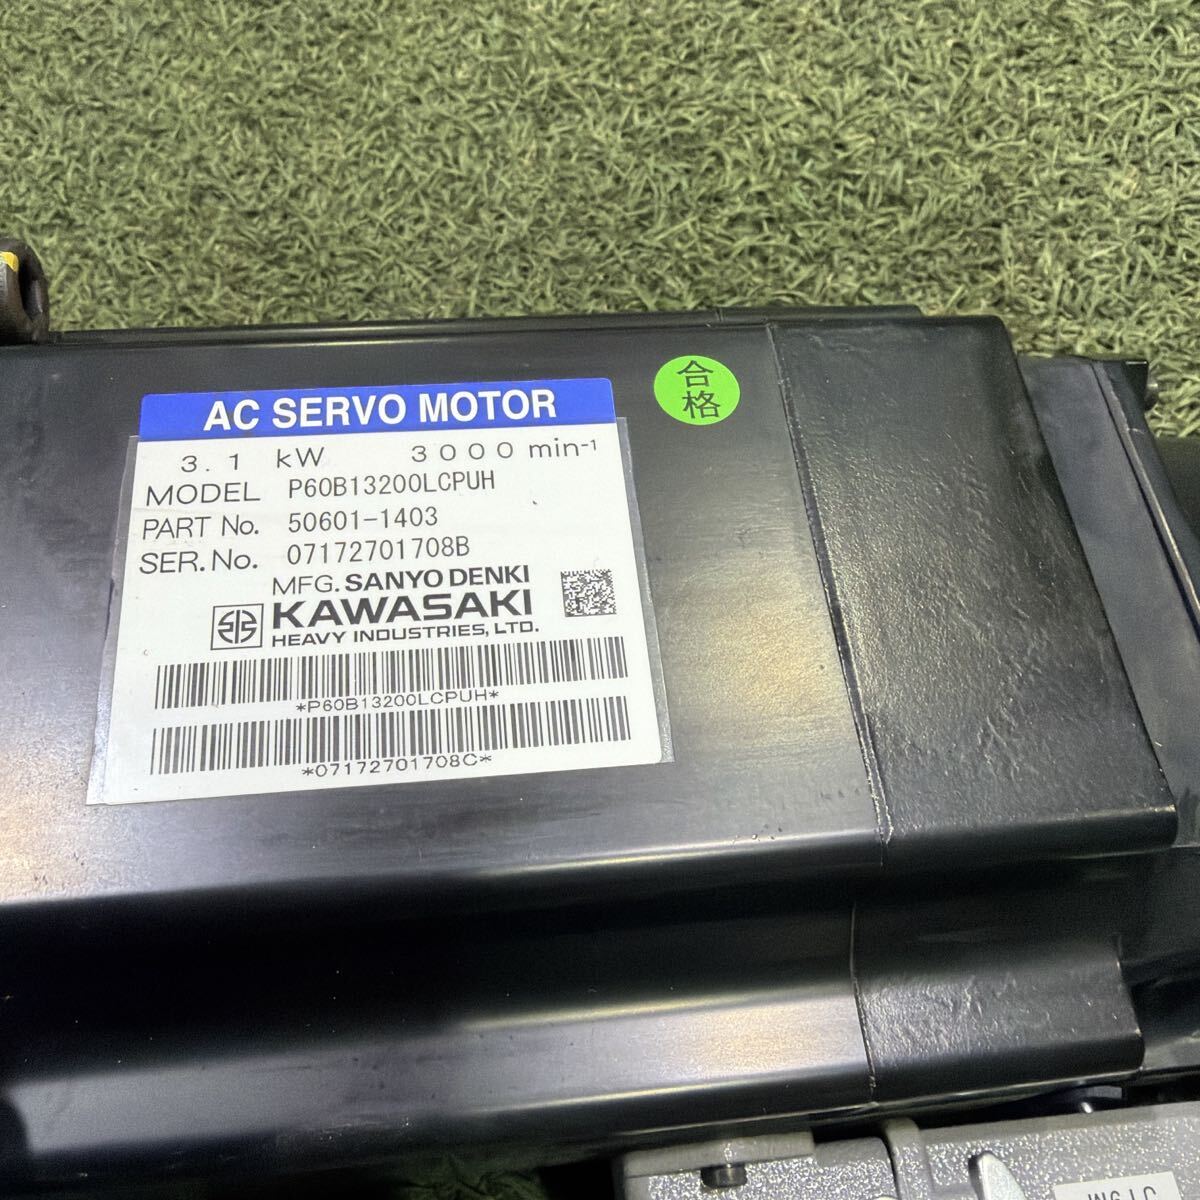 AC SERVO MOTOR
合格
3.1 kW 3000 min-1
MODEL P60B13200LCPUH
PART No. 50601-1403
SER.No. 07172701708B
MFG. SANYO DENKI
KAWASAKI
HEAVY INDUSTRIES, LTD.
*P60B13200LCPUH*
*07172701708C*